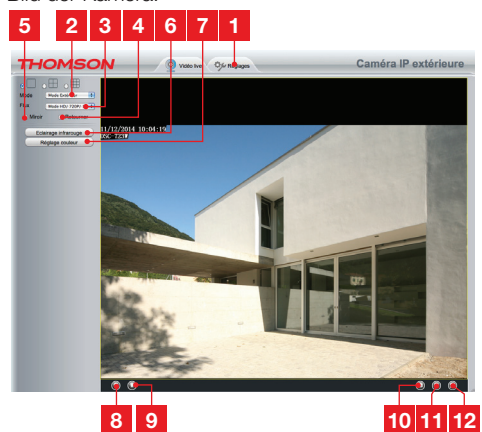 Bild der Kamera.
5 2 3 4 6 7 1
THOMSON
Vidéo live
Réglages
Caméra IP extérieure
Mode Mode Extérieur
Flux Mode HD/ 720P/
Miroir Retourner
Eclairage infrarouge
Réglage couleur
11/12/2014 10:04:19
8 9 10 11 12